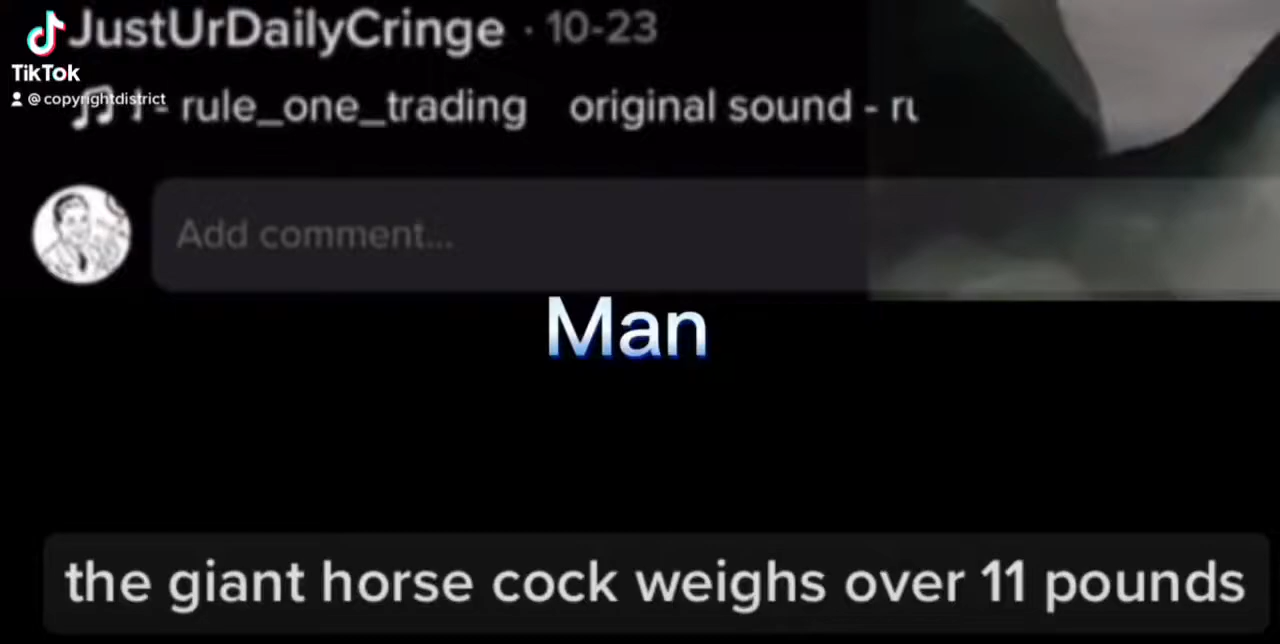 JustUrDailyCringe · 10-23
TikTok
@copyrightdistrict
- rule_one_trading original sound - ru
Add comment...
Man
the giant horse cock weighs over 11 pounds